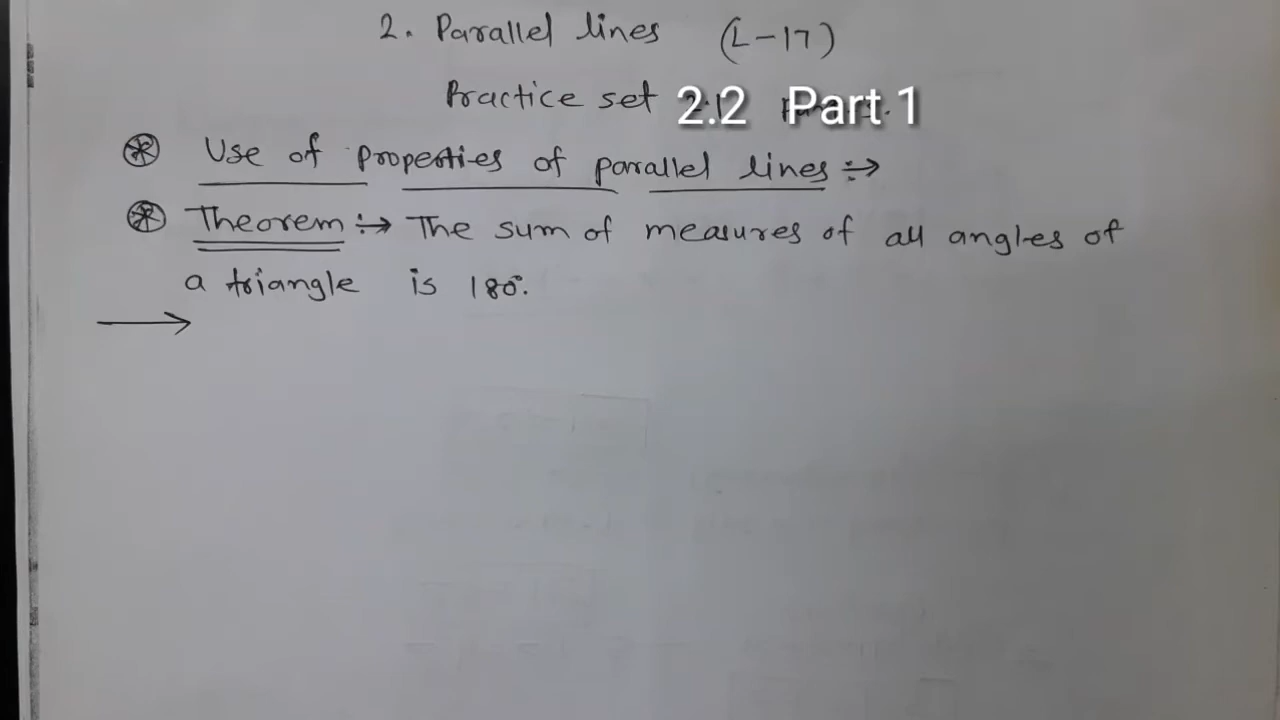 2. Parallel lines (L-17)
Practice set 2.2 Part 1
Use of properties of parallel lines :→
Theorem :→ The sum of measures of all angles of
a triangle is 180°.